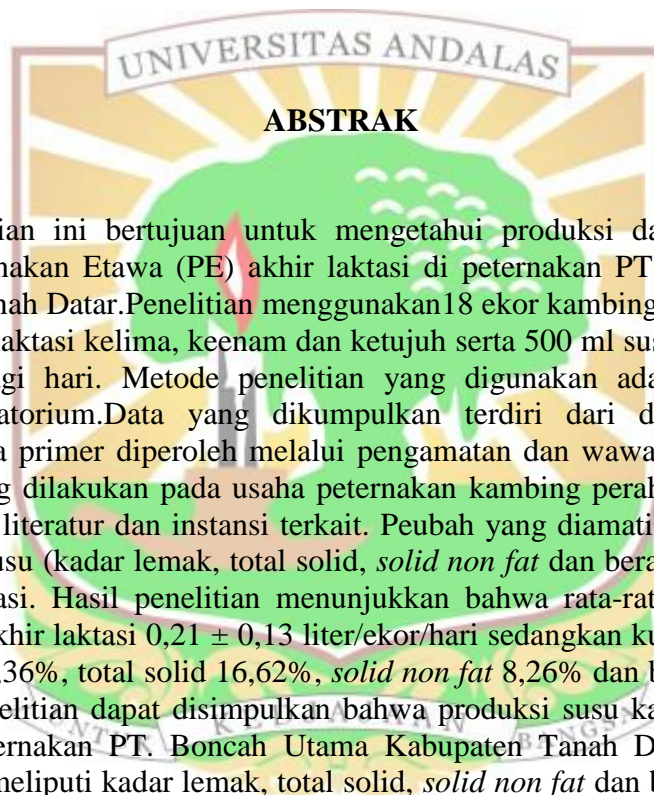 UNIVERSITAS ANDALAS
ABSTRAK
ian ini bertujuan untuk mengetahui produksi da
nakan Etawa (PE) akhir laktasi di peternakan PT
nah Datar.Penelitian menggunakan18 ekor kambing
laktasi kelima, keenam dan ketujuh serta 500 ml sus
gi hari. Metode penelitian yang digunakan ada
ratorium.Data yang dikumpulkan terdiri dari d
a primer diperoleh melalui pengamatan dan wawa
g dilakukan pada usaha peternakan kambing perah
literatur dan instansi terkait. Peubah yang diamati
usu (kadar lemak, total solid, solid non fat dan bera
asi. Hasil penelitian menunjukkan bahwa rata-rat
khir laktasi 0,21 ± 0,13 liter/ekor/hari sedangkan ku
,36%, total solid 16,62%, solid non fat 8,26% dan b
elitian dapat disimpulkan bahwa produksi susu ka
ternakan PT. Boncah Utama Kabupaten Tanah D
meliputi kadar lemak, total solid, solid non fat dan b